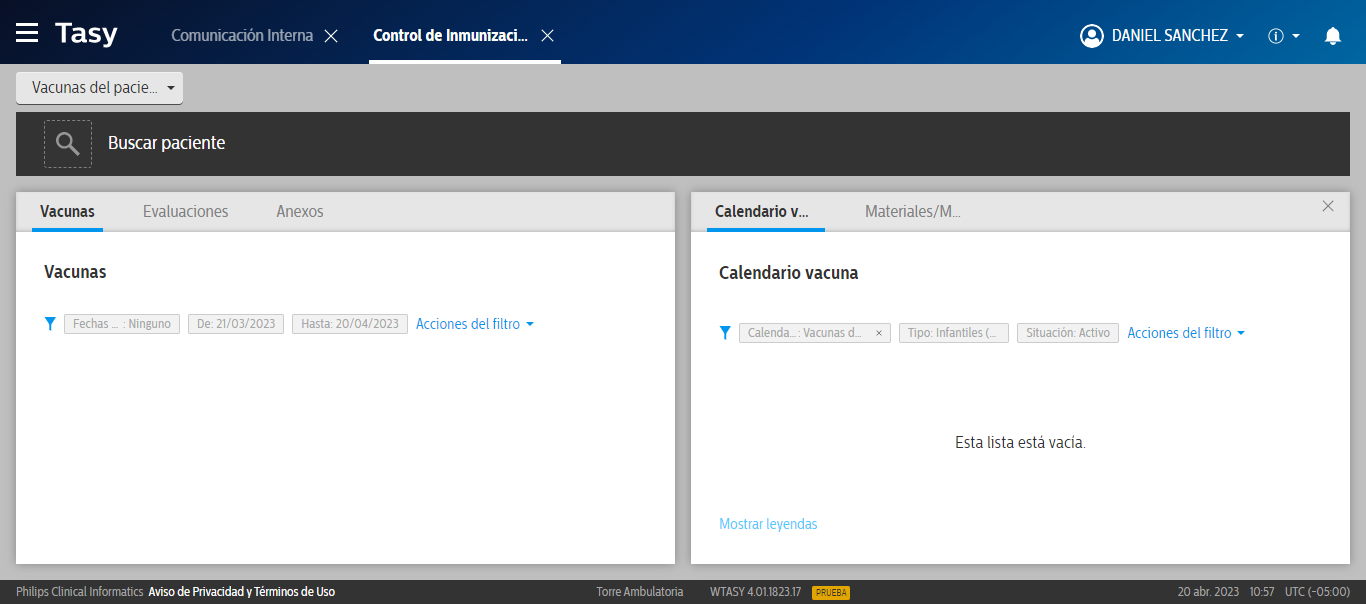 Tasy Comunicación Interna Control de Inmunizaci... DANIEL SANCHEZ
Vacunas del pacie...
Buscar paciente
Vacunas Evaluaciones Anexos
Vacunas
Fechas ... : Ninguno De: 21/03/2023 Hasta: 20/04/2023 Acciones del filtro
Calendario v... Materiales/M...
Calendario vacuna
Calenda... : Vacunas d... × Tipo: Infantiles (... Situación: Activo Acciones del filtro
Esta lista está vacía.
Mostrar leyendas
Philips Clinical Informatics Aviso de Privacidad y Términos de Uso Torre Ambulatoria WTASY 4.01.1823.17 PRUEBA 20 abr. 2023 10:57 UTC (-05:00)